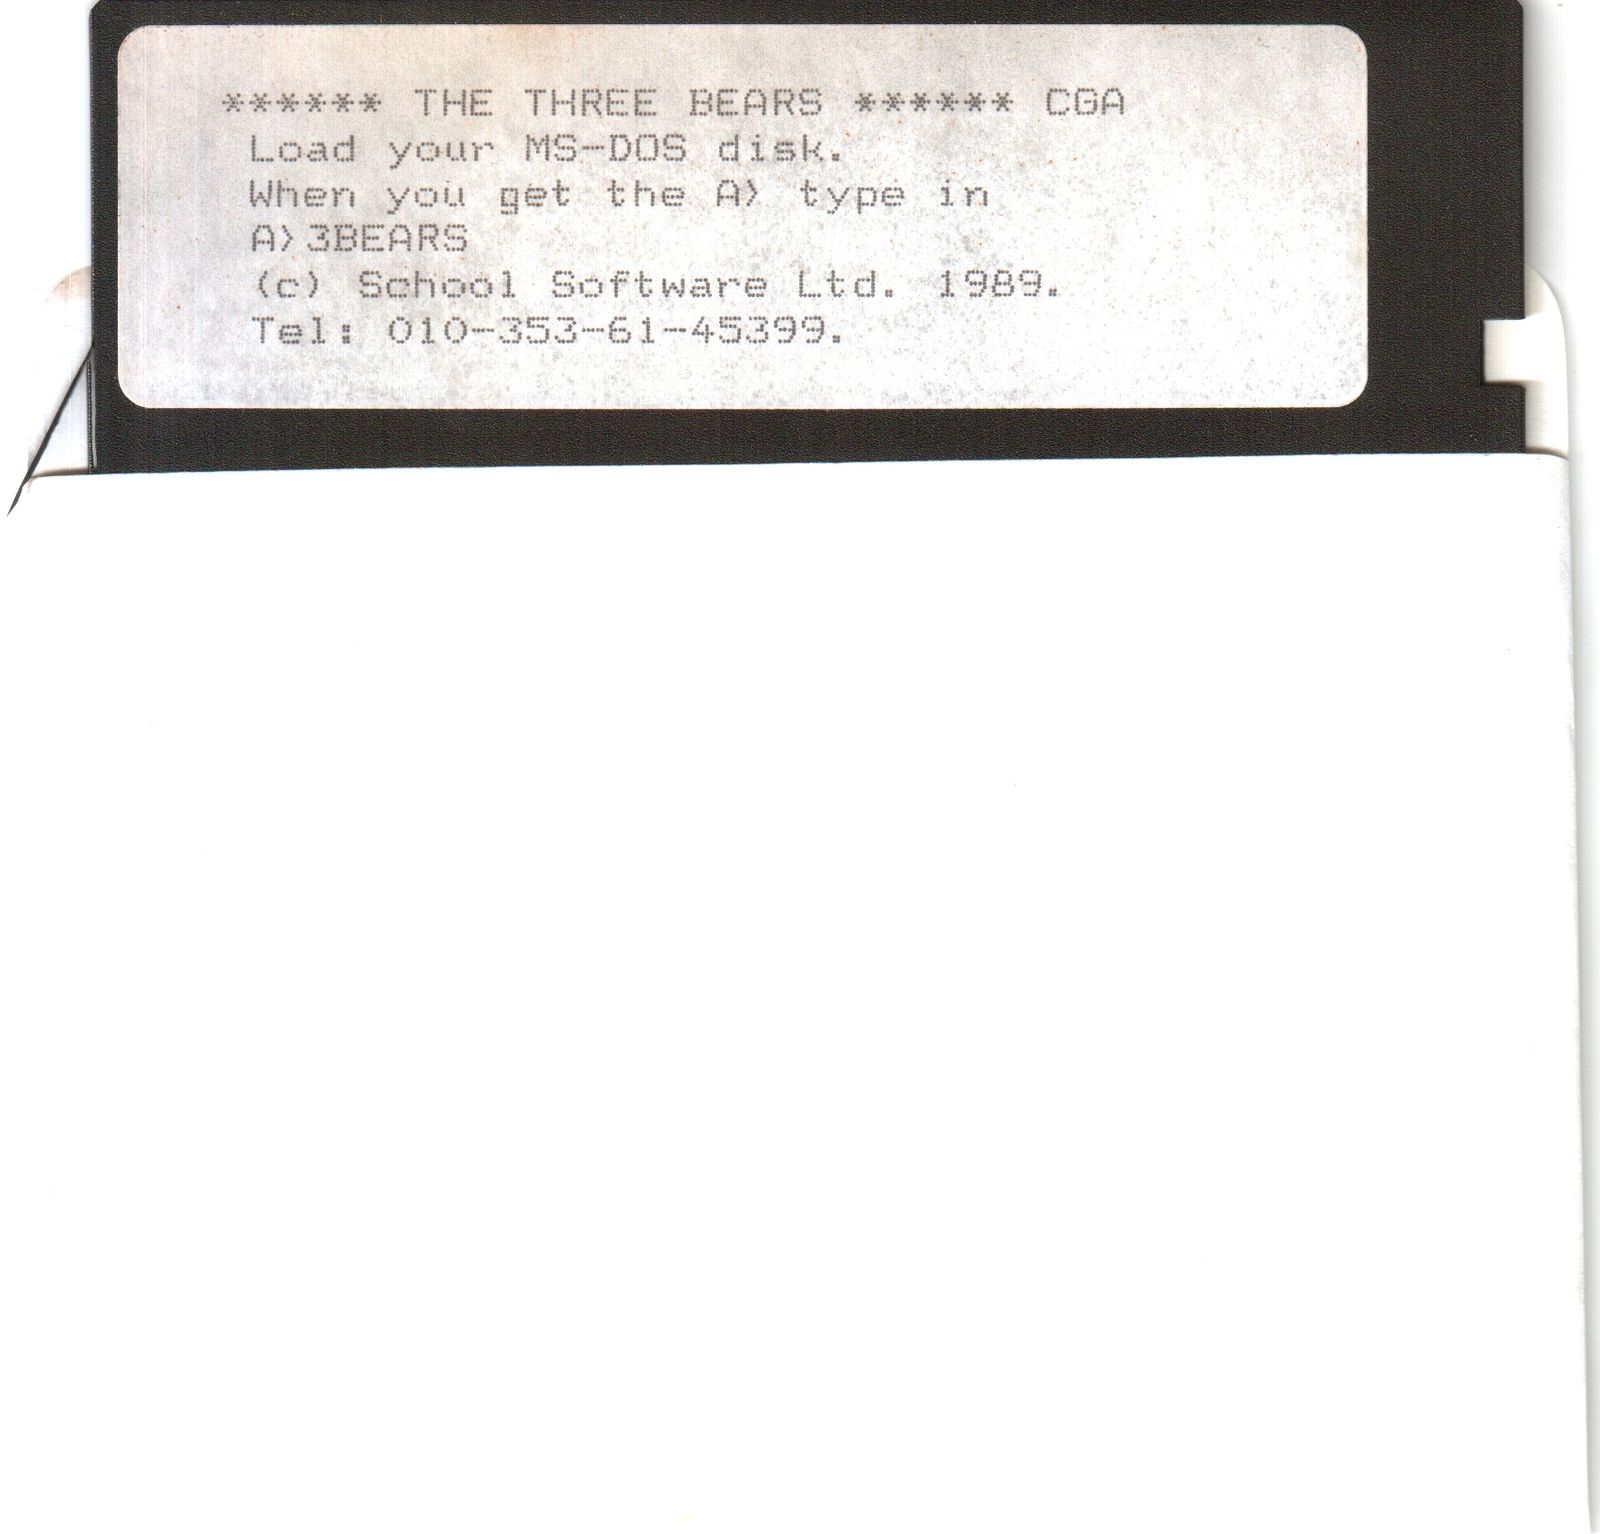 ****** THE THREE BEARS ****** CGA
Load your MS-DOS disk.
When you get the A> type in
A>3BEARS
(c) School Software Ltd. 1989.
Tel: 010-353-61-45399.